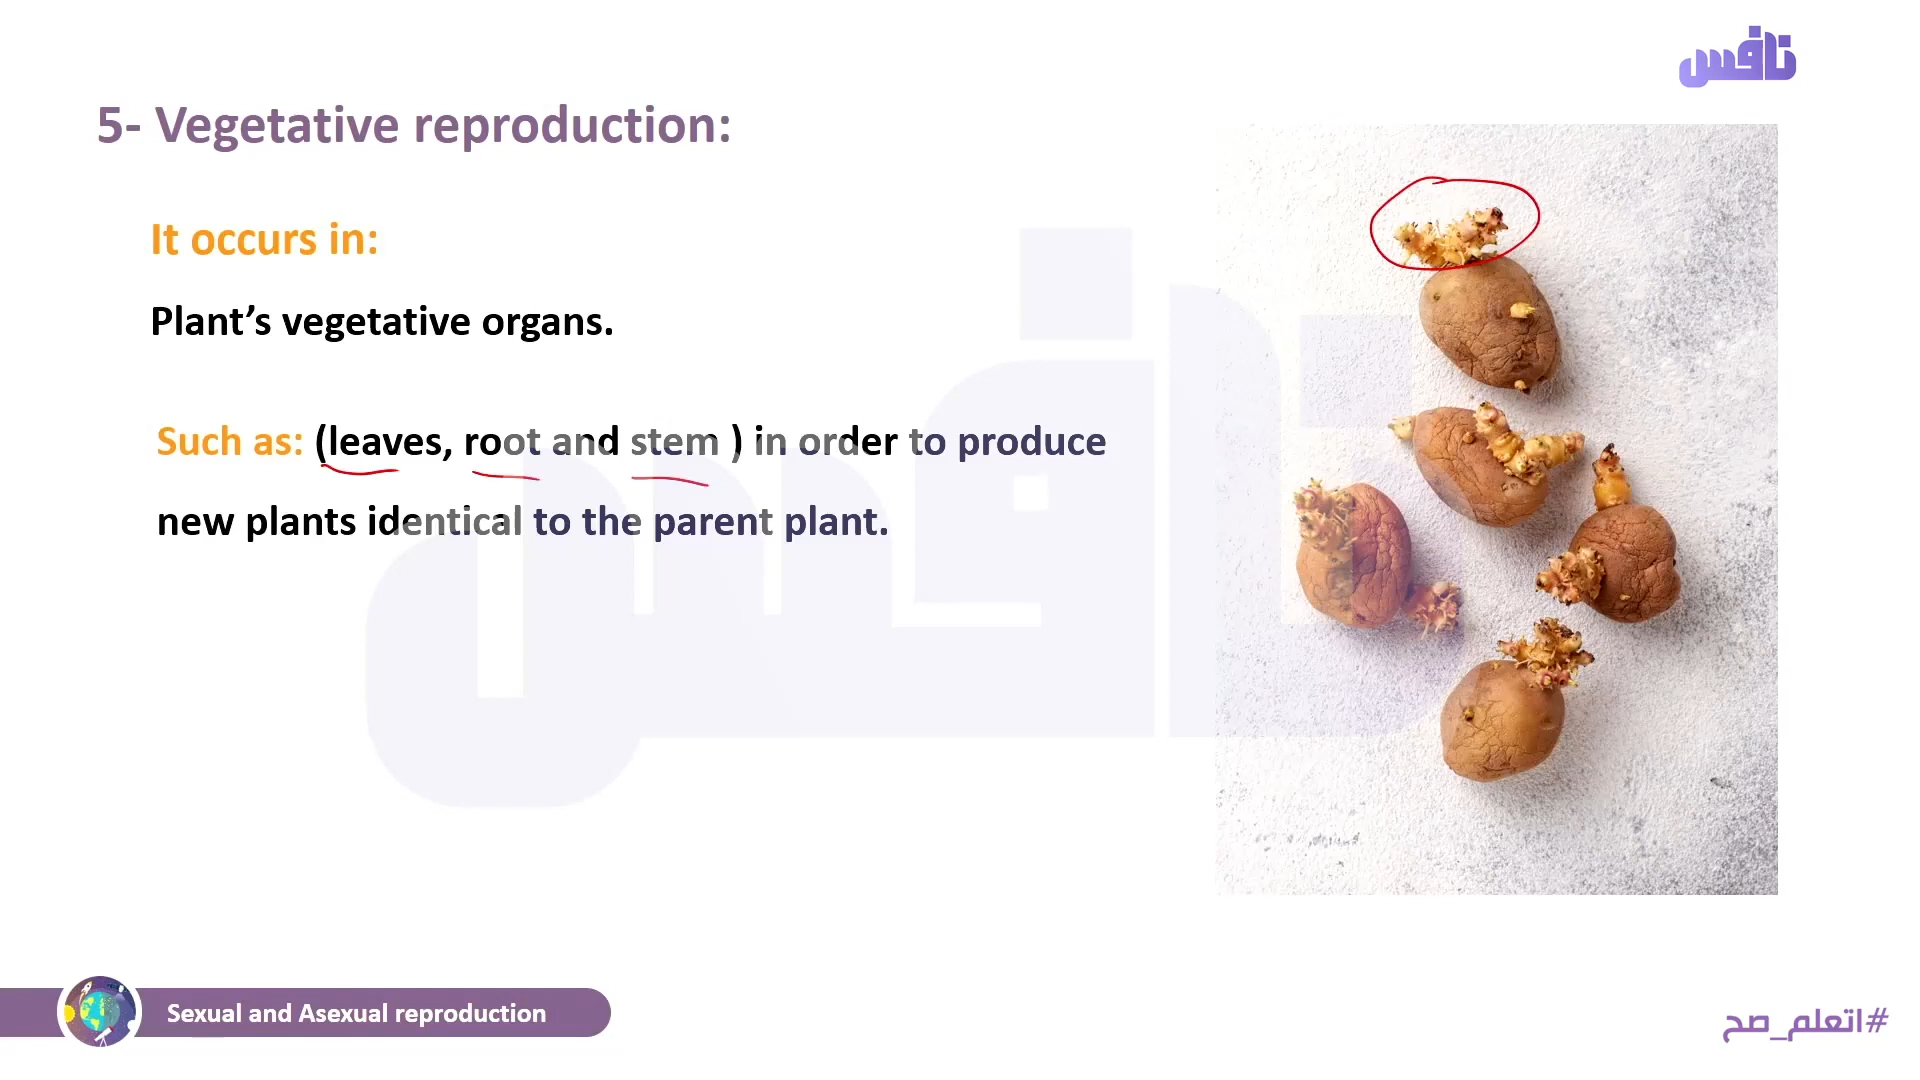 نافس
5- Vegetative reproduction:
It occurs in:
Plant’s vegetative organs.
Such as: (leaves, root and stem ) in order to produce
new plants identical to the parent plant.
Sexual and Asexual reproduction
#اتعلم_صح